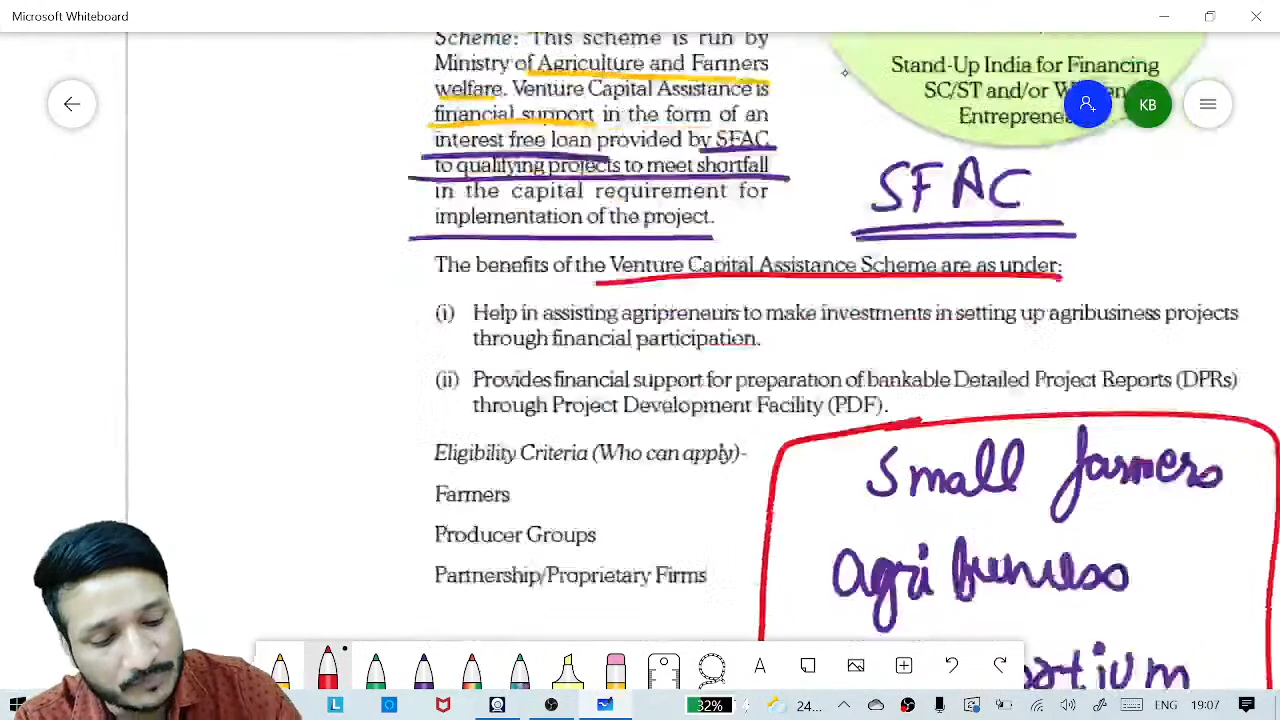 Microsoft Whiteboard
Scheme: This scheme is run by
Ministry of Agriculture and Farmers
welfare. Venture Capital Assistance is
financial support in the form of an
interest free loan provided by SFAC
to qualifying projects to meet shortfall
in the capital requirement for
implementation of the project.
Stand-Up India for Financing
SC/ST and/or
KB
SFAC
The benefits of the Venture Capital Assistance Scheme are as under:
(i) Help in assisting agripreneurs to make investments in setting up agribusiness projects
through financial participation.
(ii) Provides financial support for preparation of bankable Detailed Project Reports (DPRs)
through Project Development Facility (PDF).
Eligibility Criteria (Who can apply)-
Farmers
Producer Groups
Partnership/Proprietary Firms
Small farmers
Agri business
32%
24
ENG
19:07